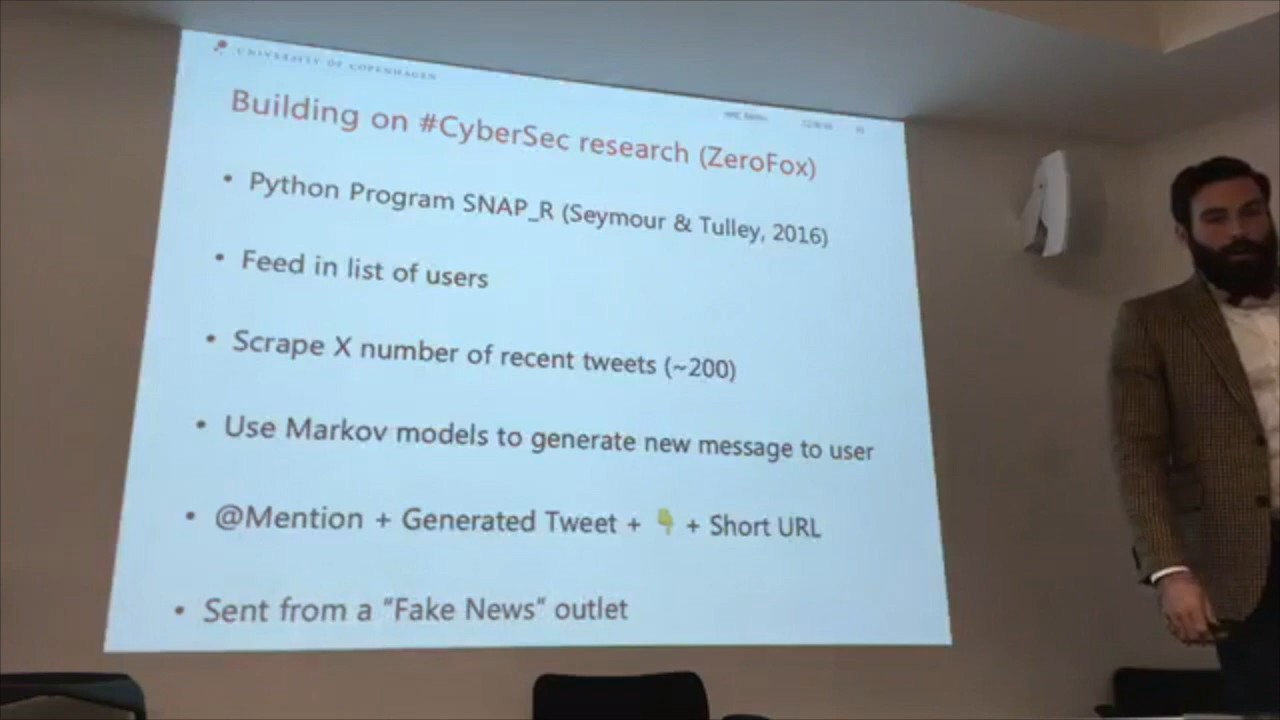 UNIVERSITY OF COPENHAGEN
Building on #CyberSec research (ZeroFox)
• Python Program SNAP_R (Seymour & Tulley, 2016)
• Feed in list of users
• Scrape X number of recent tweets (~200)
• Use Markov models to generate new message to user
• @Mention + Generated Tweet + 👇 + Short URL
• Sent from a "Fake News" outlet